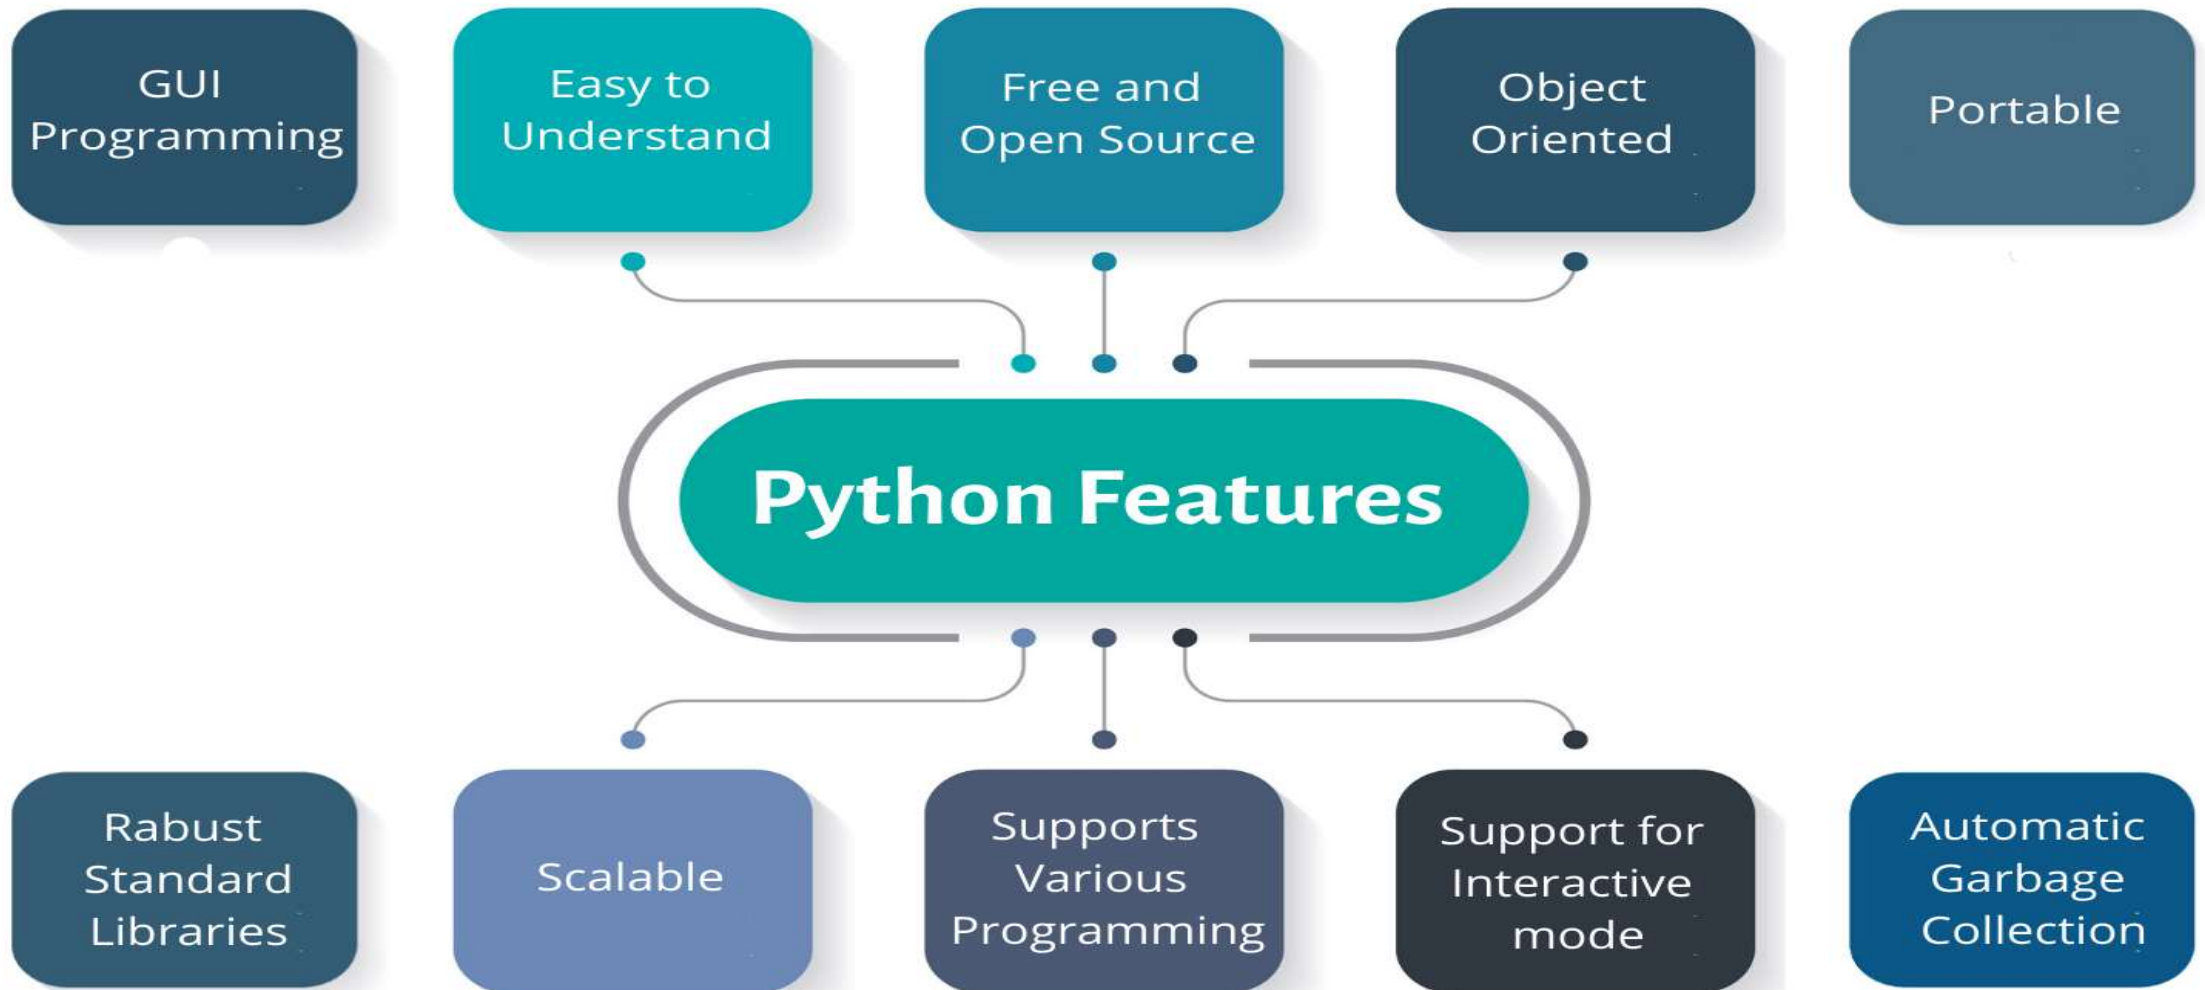 GUI
Programming
Easy to
Understand
Free and
Open Source
Object
Oriented
Portable
Python Features
Rabust
Standard
Libraries
Scalable
Supports
Various
Programming
Support for
Interactive
mode
Automatic
Garbage
Collection